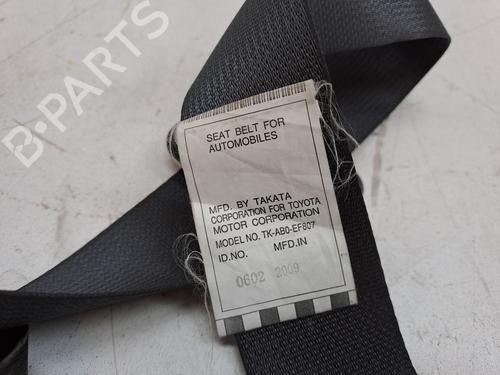 B-PARTS
SEAT BELT FOR
AUTOMOBILES
MFD. BY TAKATA
CORPORATION FOR TOYOTA
MOTOR CORPORATION
MODEL NO. TK-AB0-EF807
ID.NO. MFD.IN
0602 2009